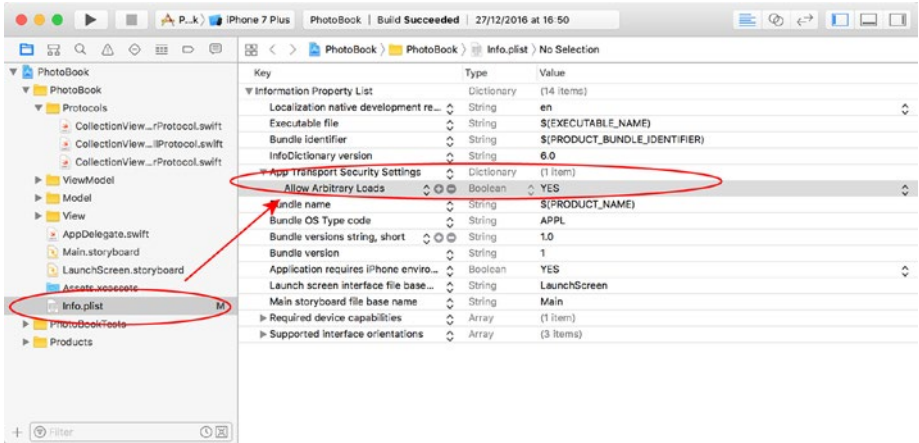 P...k
iPhone 7 Plus
PhotoBook | Build Succeeded | 27/12/2016 at 16:50
PhotoBook
PhotoBook
Info.plist
No Selection
PhotoBook
PhotoBook
Protocols
CollectionView...rProtocol.swift
CollectionView...llProtocol.swift
CollectionView...rProtocol.swift
ViewModel
Model
View
AppDelegate.swift
Main.storyboard
LaunchScreen.storyboard
Assets.xcassets
Info.plist M
PhotoBookTests
Products
Filter
Key Type Value
Information Property List Dictionary (14 items)
Localization native development re... String en
Executable file String $(EXECUTABLE_NAME)
Bundle identifier String $(PRODUCT_BUNDLE_IDENTIFIER)
InfoDictionary version String 6.0
App Transport Security Settings Dictionary (1 item)
Allow Arbitrary Loads Boolean YES
Bundle name String $(PRODUCT_NAME)
Bundle OS Type code String APPL
Bundle versions string, short String 1.0
Bundle version String 1
Application requires iPhone enviro... Boolean YES
Launch screen interface file base... String LaunchScreen
Main storyboard file base name String Main
Required device capabilities Array (1 item)
Supported interface orientations Array (3 items)